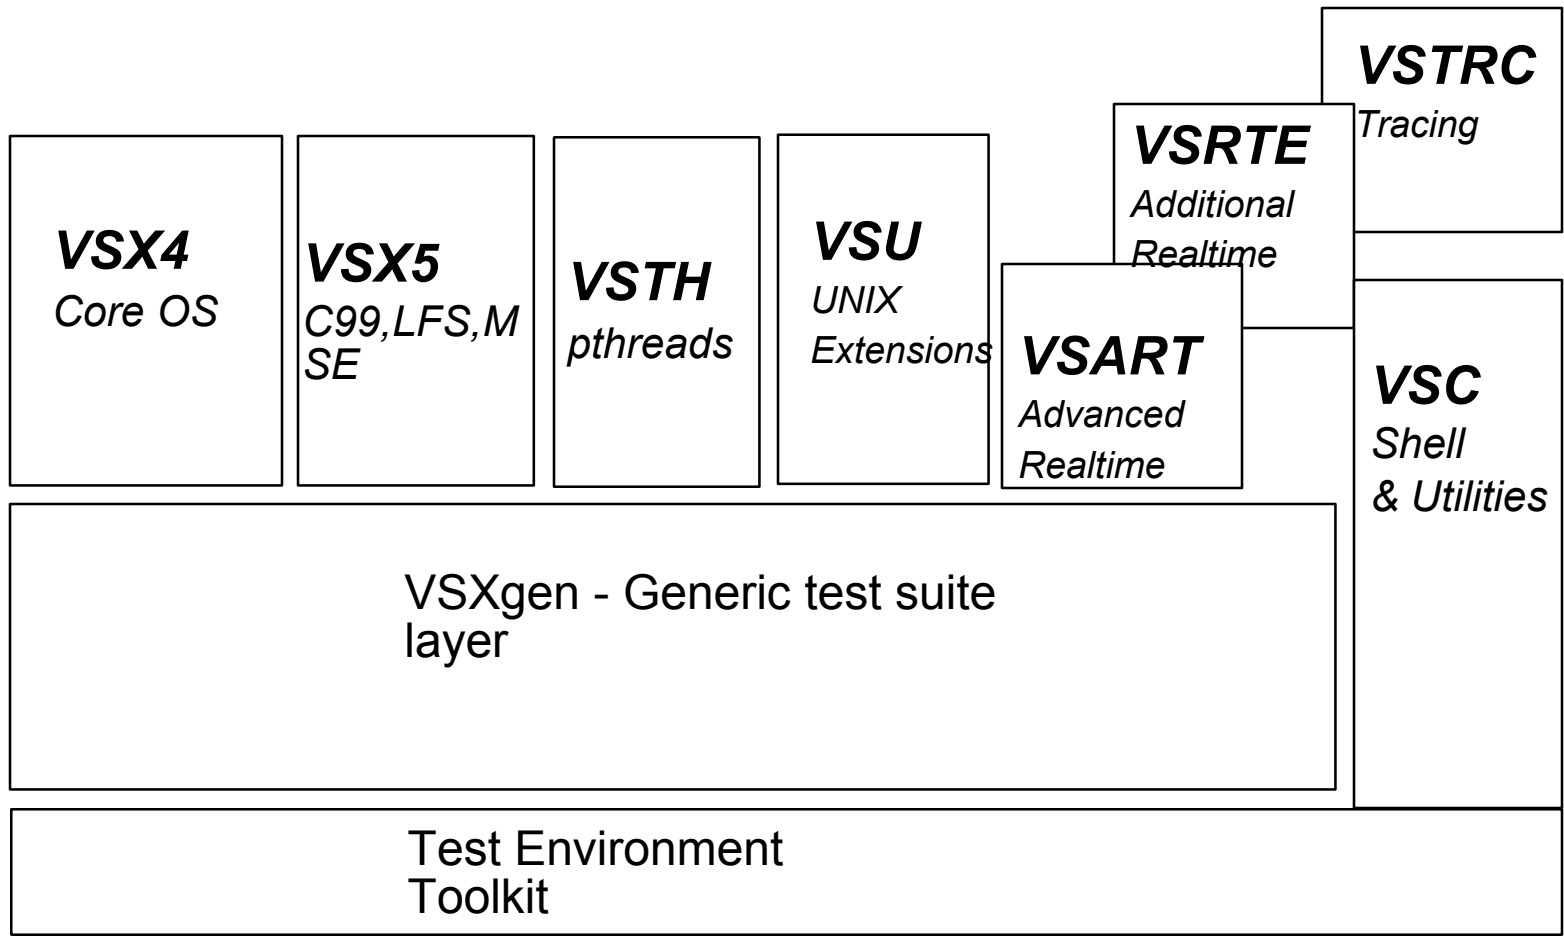 VSX4
Core OS
VSX5
C99,LFS,M
SE
VSTH
pthreads
VSU
UNIX
Extensions
VSART
Advanced
Realtime
VSRTE
Additional
Realtime
VSTRC
Tracing
VSC
Shell
& Utilities
VSXgen - Generic test suite
layer
Test Environment
Toolkit